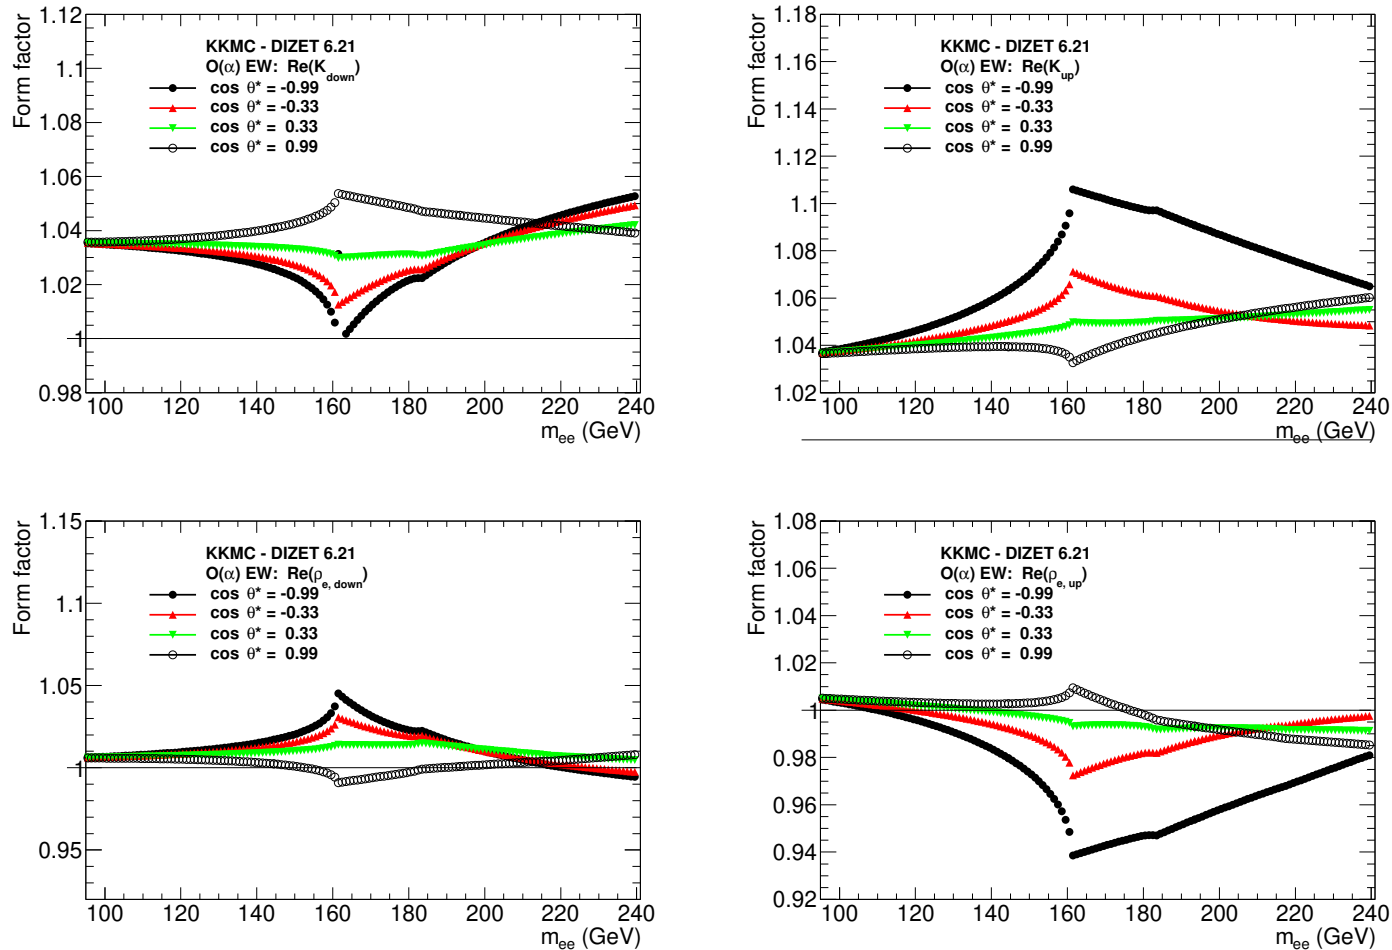 Form factor
1.12
1.1
1.08
1.06
1.04
1.02
1
0.98
KKMC - DIZET 6.21
O(α) EW: Re(K_down)
cos θ* = -0.99
cos θ* = -0.33
cos θ* = 0.33
cos θ* = 0.99
100 120 140 160 180 200 220 240
m_ee (GeV)
Form factor
1.18
1.16
1.14
1.12
1.1
1.08
1.06
1.04
1.02
KKMC - DIZET 6.21
O(α) EW: Re(K_up)
cos θ* = -0.99
cos θ* = -0.33
cos θ* = 0.33
cos θ* = 0.99
100 120 140 160 180 200 220 240
m_ee (GeV)
Form factor
1.15
1.1
1.05
1
0.95
KKMC - DIZET 6.21
O(α) EW: Re(ρ_e, down)
cos θ* = -0.99
cos θ* = -0.33
cos θ* = 0.33
cos θ* = 0.99
100 120 140 160 180 200 220 240
m_ee (GeV)
Form factor
1.08
1.06
1.04
1.02
1
0.98
0.96
0.94
0.92
KKMC - DIZET 6.21
O(α) EW: Re(ρ_e, up)
cos θ* = -0.99
cos θ* = -0.33
cos θ* = 0.33
cos θ* = 0.99
100 120 140 160 180 200 220 240
m_ee (GeV)